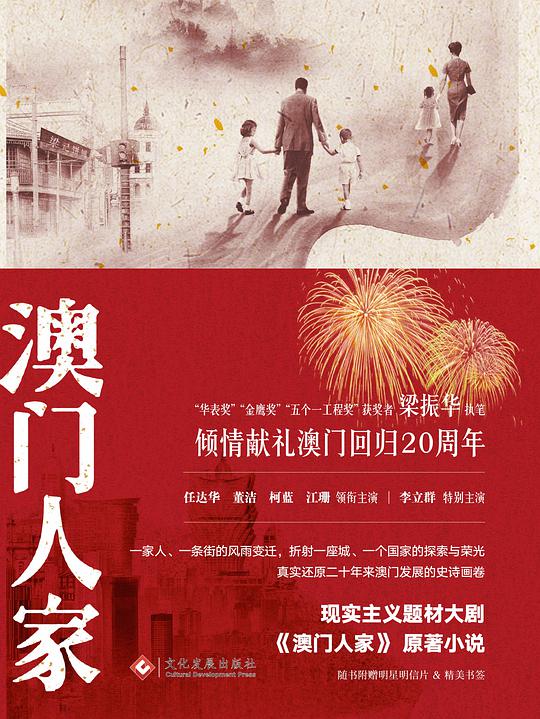 梁记饼铺
澳门人家
“华表奖”“金鹰奖”“五个一工程奖”获奖者 梁振华 执笔
倾情献礼澳门回归20周年
任达华 董洁 柯蓝 江珊 领衔主演 | 李立群 特别主演
一家人、一条街的风雨变迁，折射一座城、一个国家的探索与荣光
真实还原二十年来澳门发展的史诗画卷
现实主义题材大剧
《澳门人家》 原著小说
文化发展出版社
Cultural Development Press
随书附赠明星明信片 & 精美书签